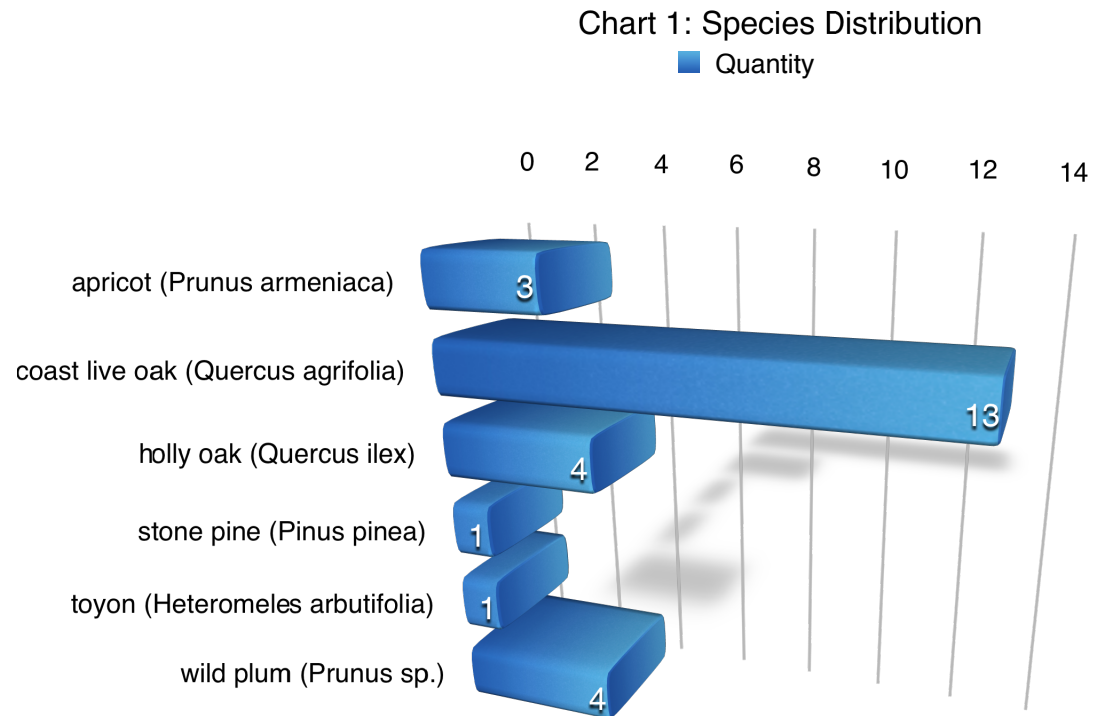 Chart 1: Species Distribution
Quantity
0 2 4 6 8 10 12 14
apricot (Prunus armeniaca)
3
coast live oak (Quercus agrifolia)
13
holly oak (Quercus ilex)
4
stone pine (Pinus pinea)
1
toyon (Heteromeles arbutifolia)
1
wild plum (Prunus sp.)
4